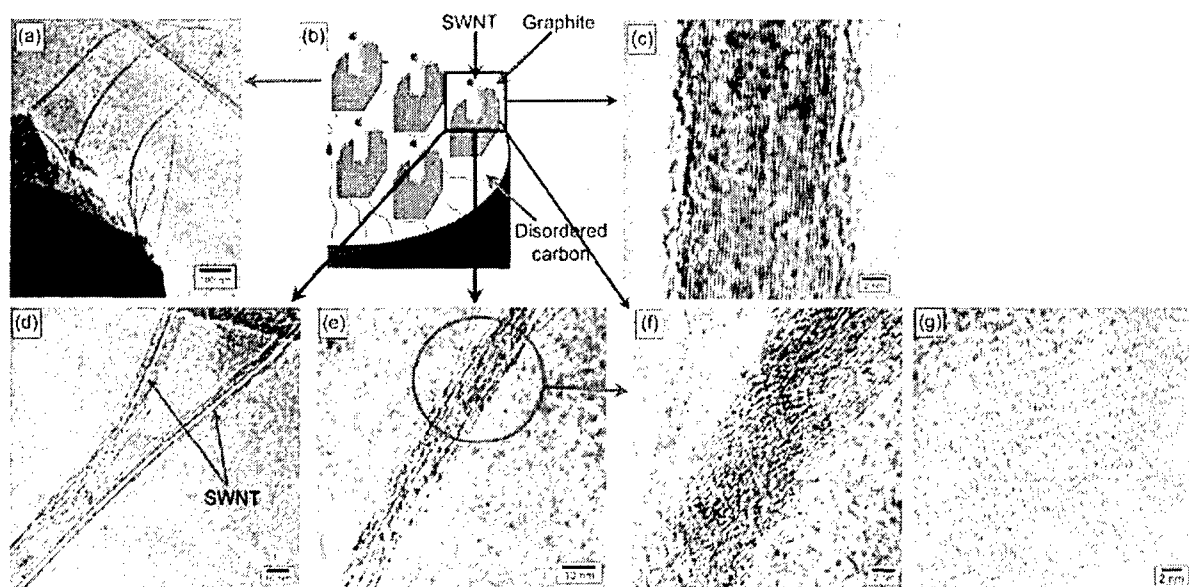 (a)
(b)
SWNT
Graphite
(c)
Disordered
carbon
(d)
SWNT
(e)
10 nm
(f)
(g)
2 nm